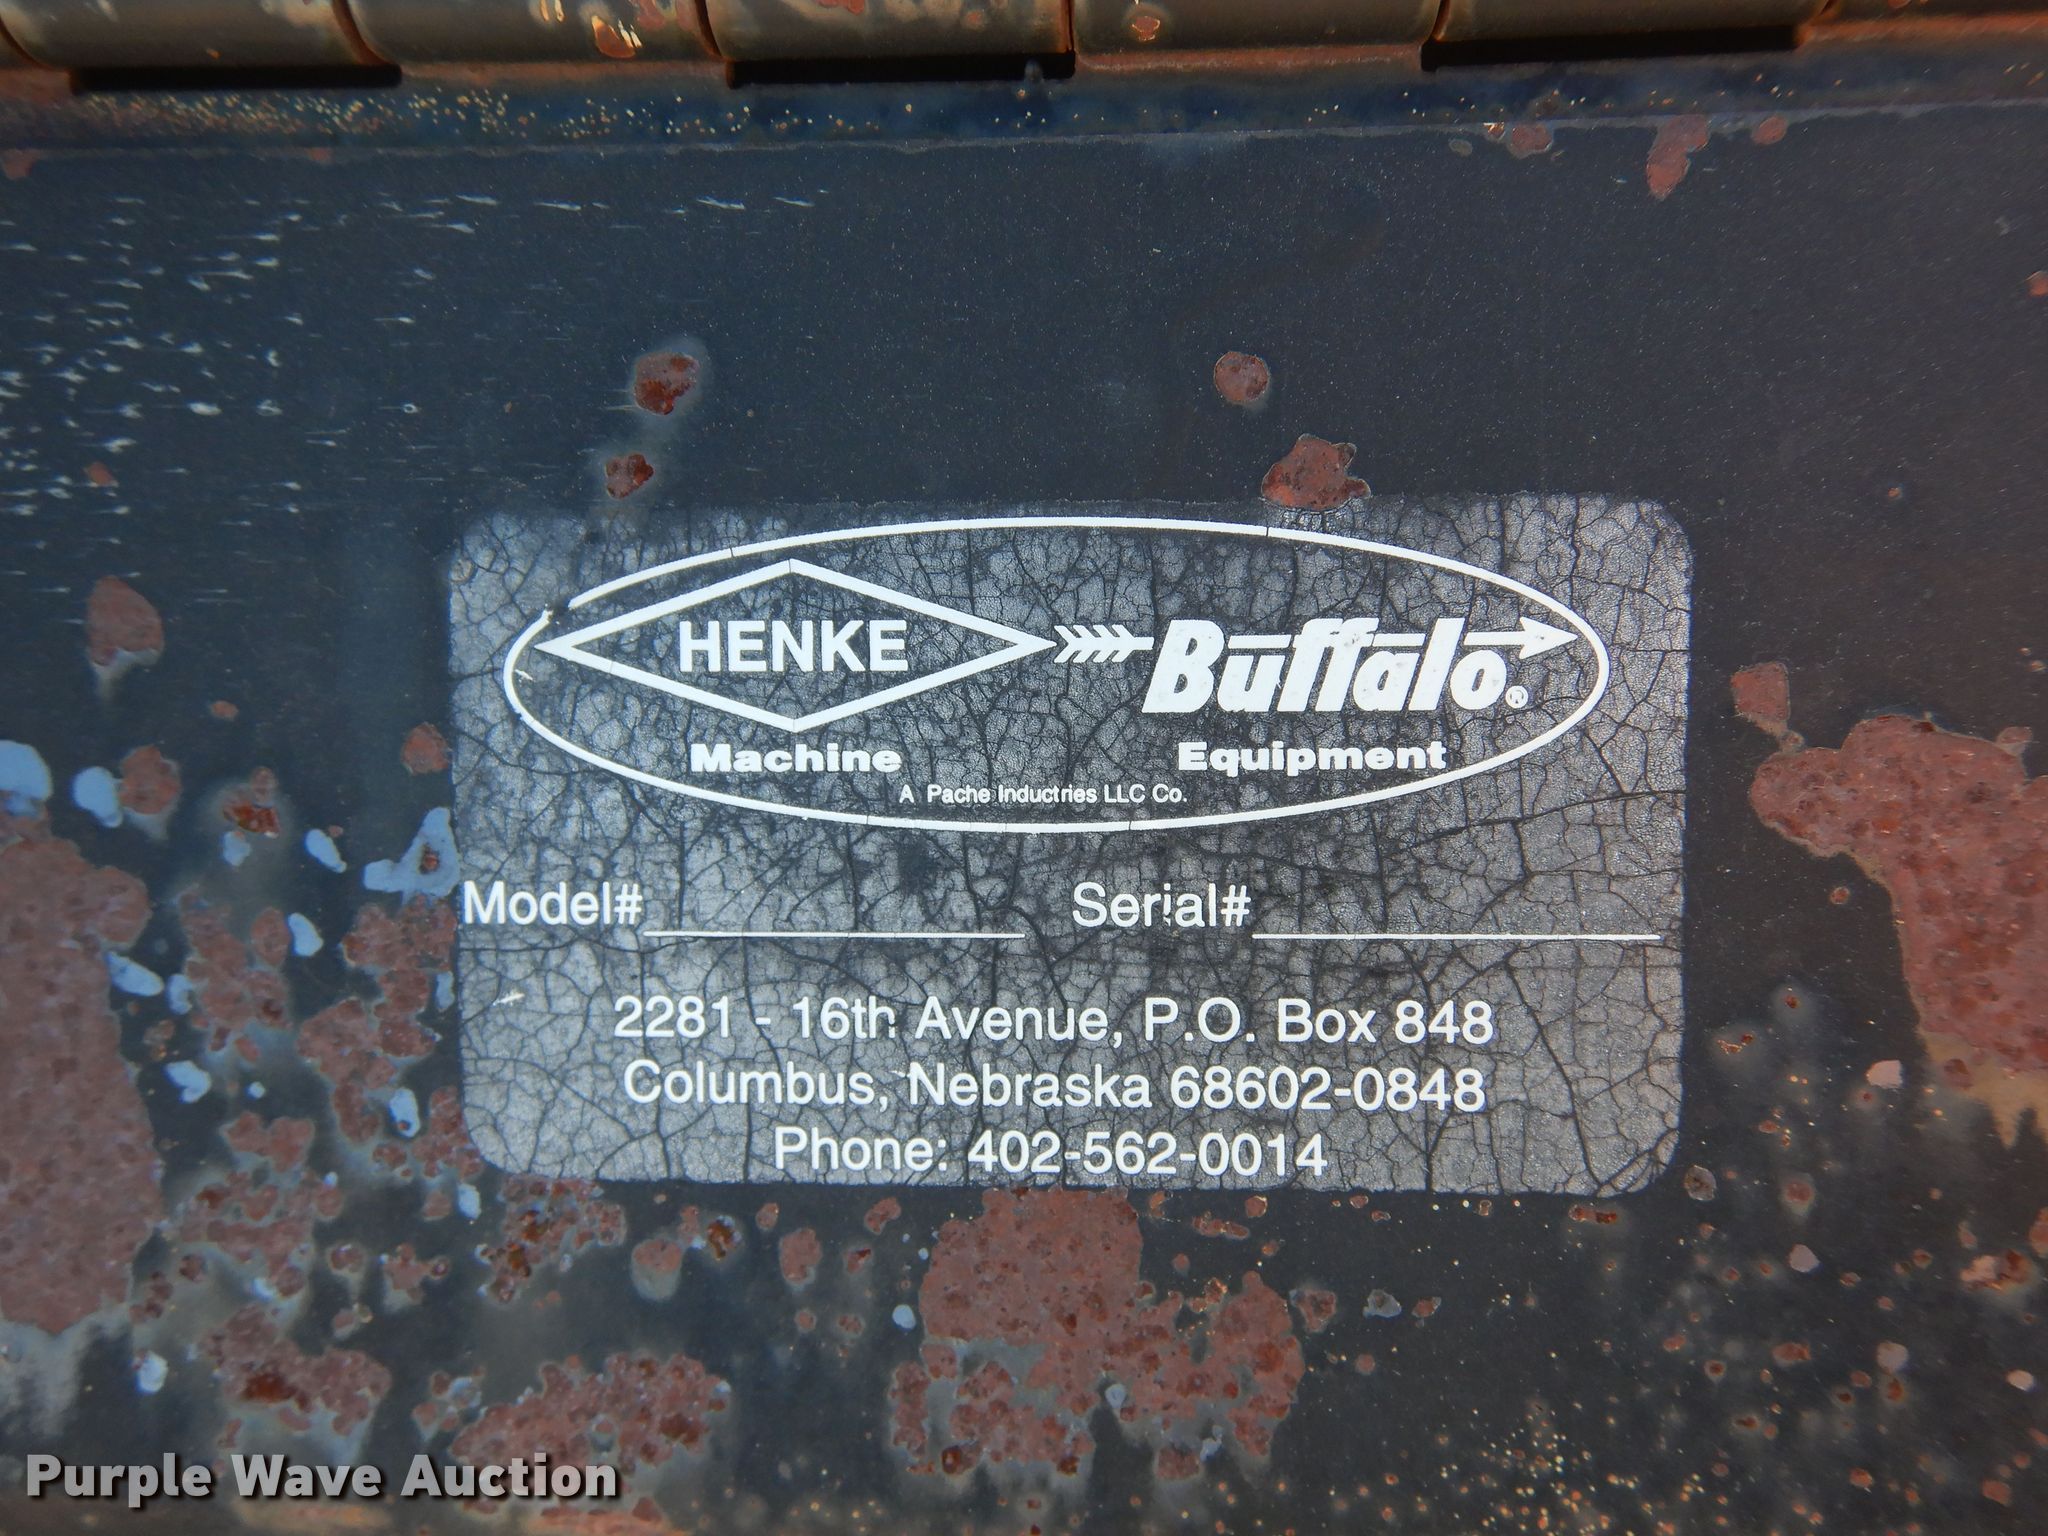 HENKE Buffalo®
Machine Equipment
A Pache Inductries LLC Co.
Model# Serial#
2281 - 16th Avenue, P.O. Box 848
Columbus, Nebraska 68602-0848
Phone: 402-562-0014
Purple Wave Auction